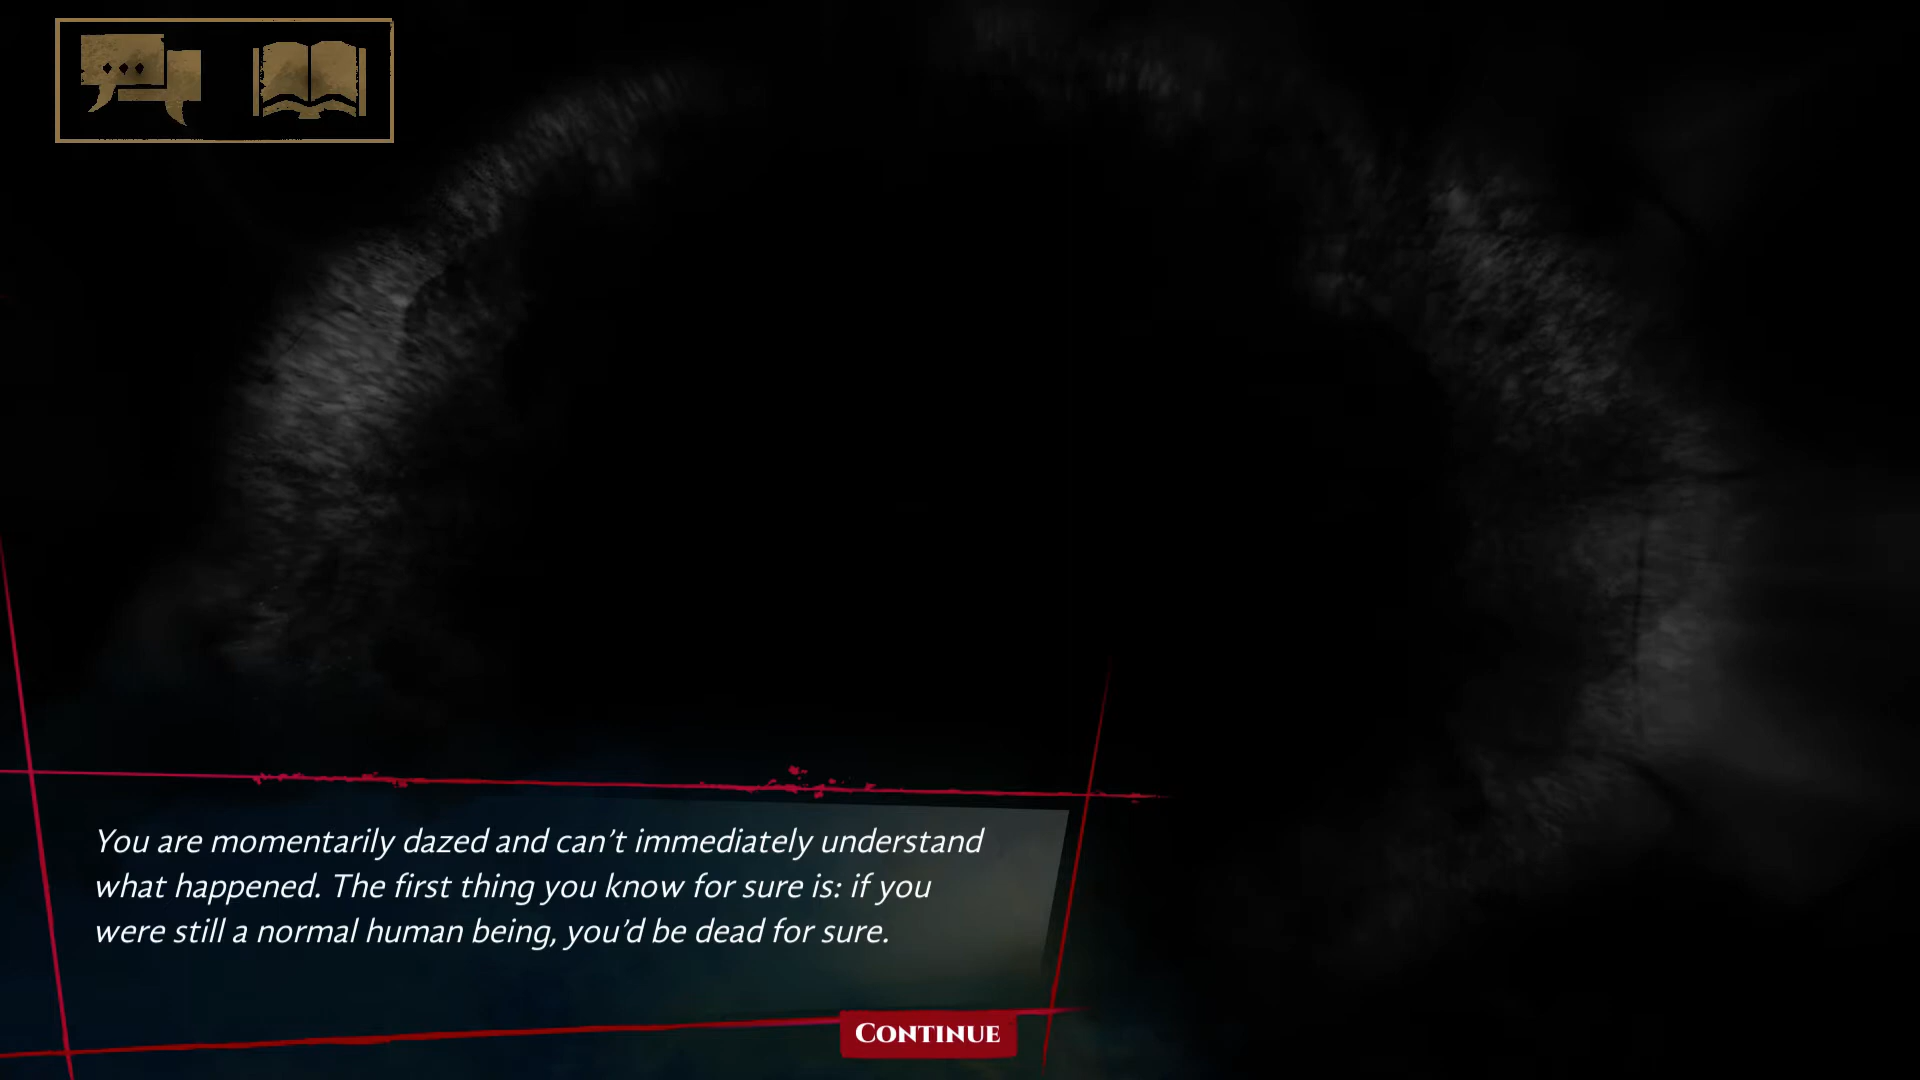 You are momentarily dazed and can’t immediately understand
what happened. The first thing you know for sure is: if you
were still a normal human being, you’d be dead for sure.
Continue